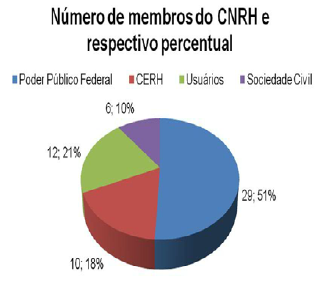 Número de membros do CNRH e
respectivo percentual
Poder Público Federal CERH Usuários Sociedade Civil
6; 10%
12; 21%
29; 51%
10; 18%